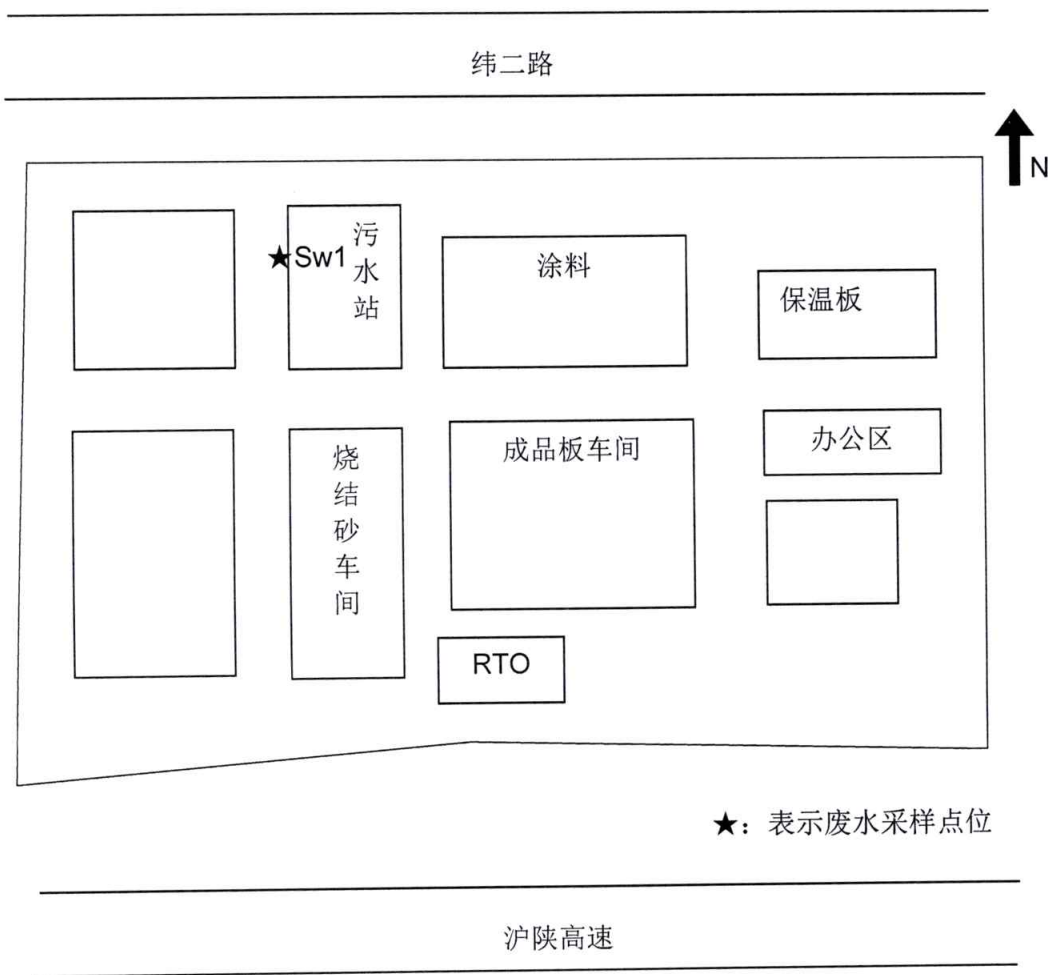 纬二路
N
★Sw1
污水站
涂料
保温板
烧结砂车间
成品板车间
办公区
RTO
★：表示废水采样点位
沪陕高速